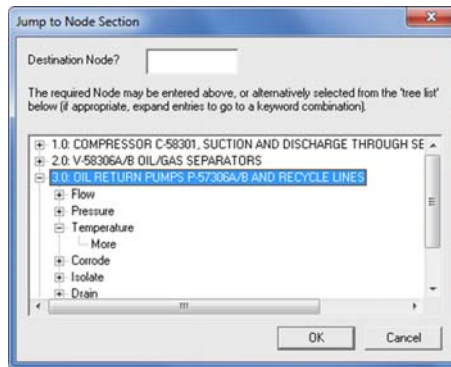 Jump to Node Section
Destination Node?
The required Node may be entered above, or alternatively selected from the 'tree list'
below (if appropriate, expand entries to go to a keyword combination).
1.0: COMPRESSOR C-58301, SUCTION AND DISCHARGE THROUGH SE
2.0: V-58306A/B OIL/GAS SEPARATORS
3.0: OIL RETURN PUMPS P-57306A/B AND RECYCLE LINES
Flow
Pressure
Temperature
More
Corrode
Isolate
Drain
OK Cancel